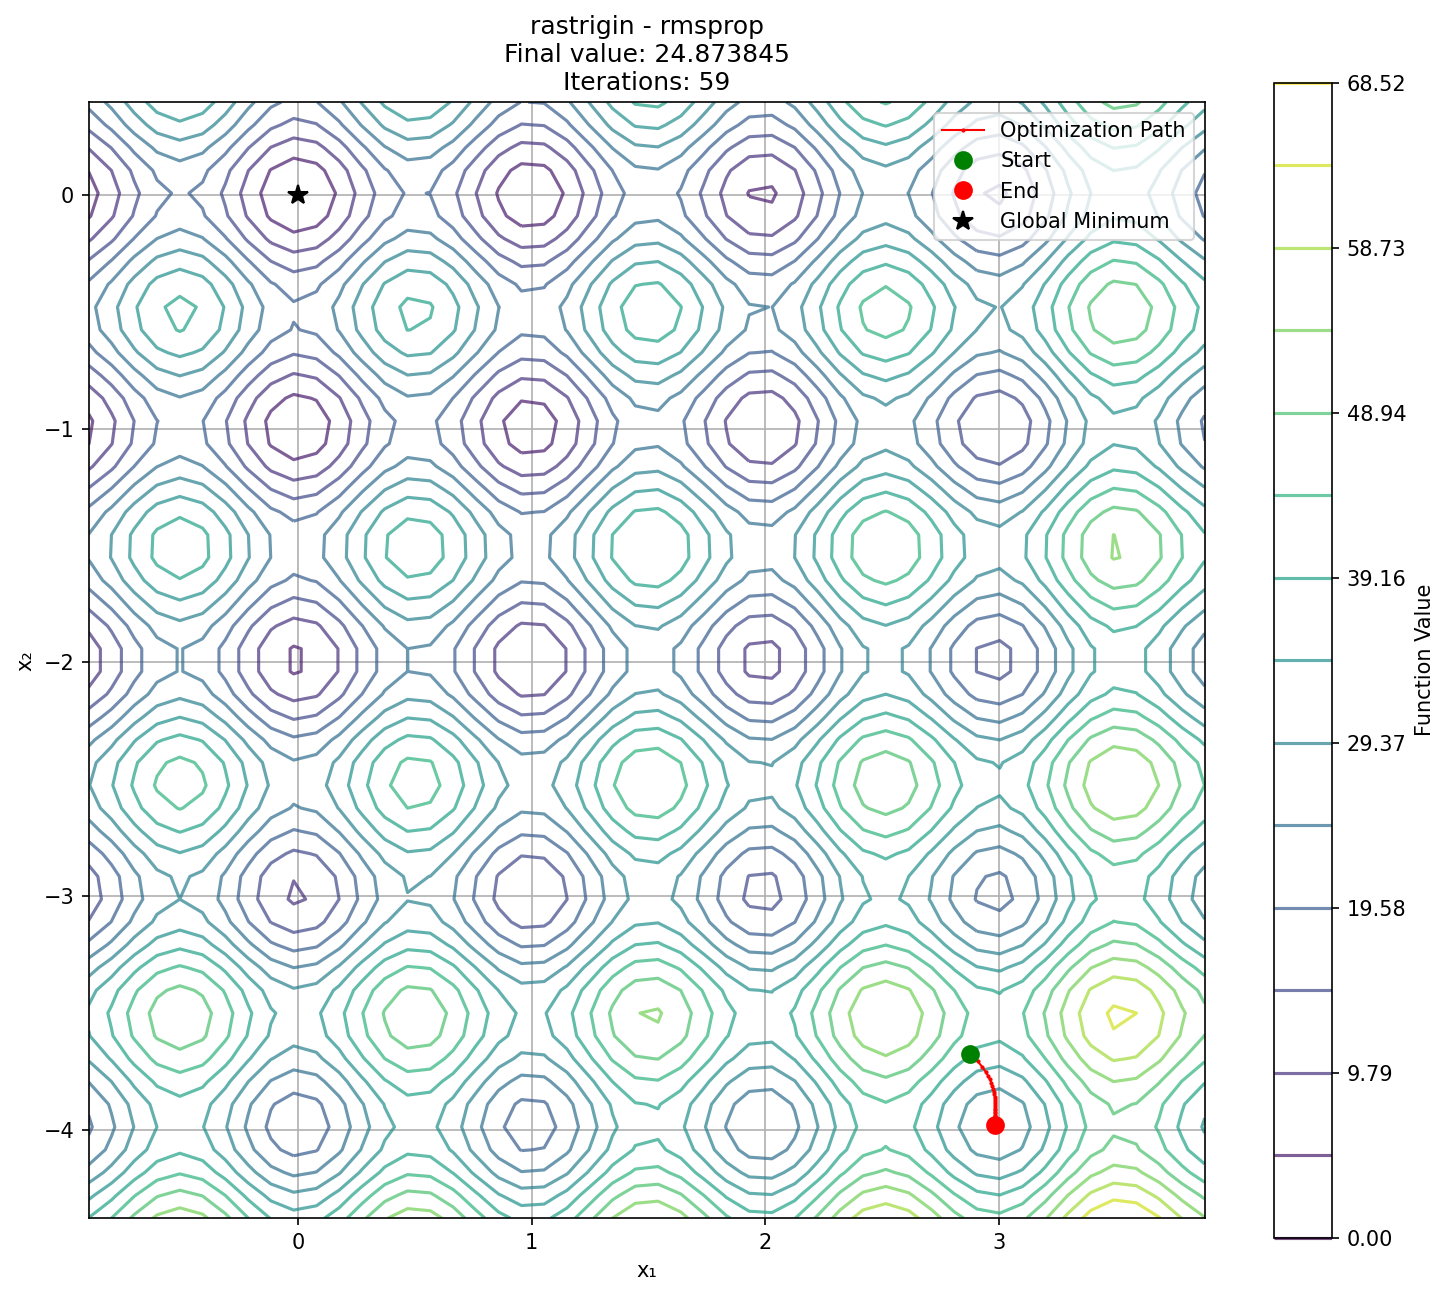 rastrigin - rmsprop
Final value: 24.873845
Iterations: 59
Optimization Path
Start
End
Global Minimum
0
−1
−2
−3
−4
x₂
0
1
2
3
x₁
68.52
58.73
48.94
39.16
29.37
19.58
9.79
0.00
Function Value